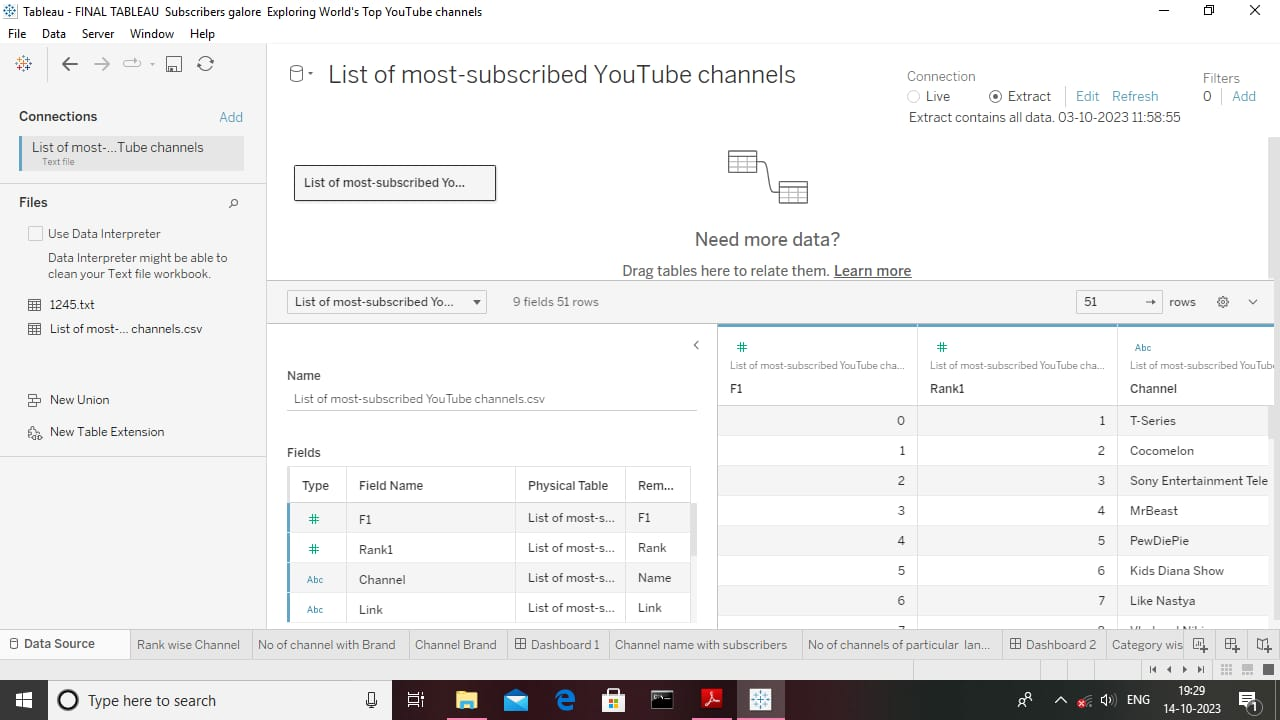 Tableau - FINAL TABLEAU  Subscribers galore  Exploring World's Top YouTube channels
File Data Server Window Help
Connections Add
List of most-...Tube channels
Text file
Files
Use Data Interpreter
Data Interpreter might be able to
clean your Text file workbook.
1245.txt
List of most-... channels.csv
New Union
New Table Extension
List of most-subscribed YouTube channels
Connection
Live Extract Edit Refresh
Extract contains all data. 03-10-2023 11:58:55
Filters
0 Add
List of most-subscribed Yo...
Need more data?
Drag tables here to relate them. Learn more
List of most-subscribed Yo... 9 fields 51 rows 51 → rows
Name
List of most-subscribed YouTube channels.csv
Fields
Type Field Name Physical Table Rem...
# F1 List of most-s... F1
# Rank1 List of most-s... Rank
Abc Channel List of most-s... Name
Abc Link List of most-s... Link
# # Abc
List of most-subscribed YouTube cha... List of most-subscribed YouTube cha... List of most-subscribed YouTub
F1 Rank1 Channel
0 1 T-Series
1 2 Cocomelon
2 3 Sony Entertainment Tele
3 4 MrBeast
4 5 PewDiePie
5 6 Kids Diana Show
6 7 Like Nastya
Data Source Rank wise Channel No of channel with Brand Channel Brand Dashboard 1 Channel name with subscribers No of channels of particular  lan... Dashboard 2 Category wis
Type here to search
ENG
19:29
14-10-2023
1